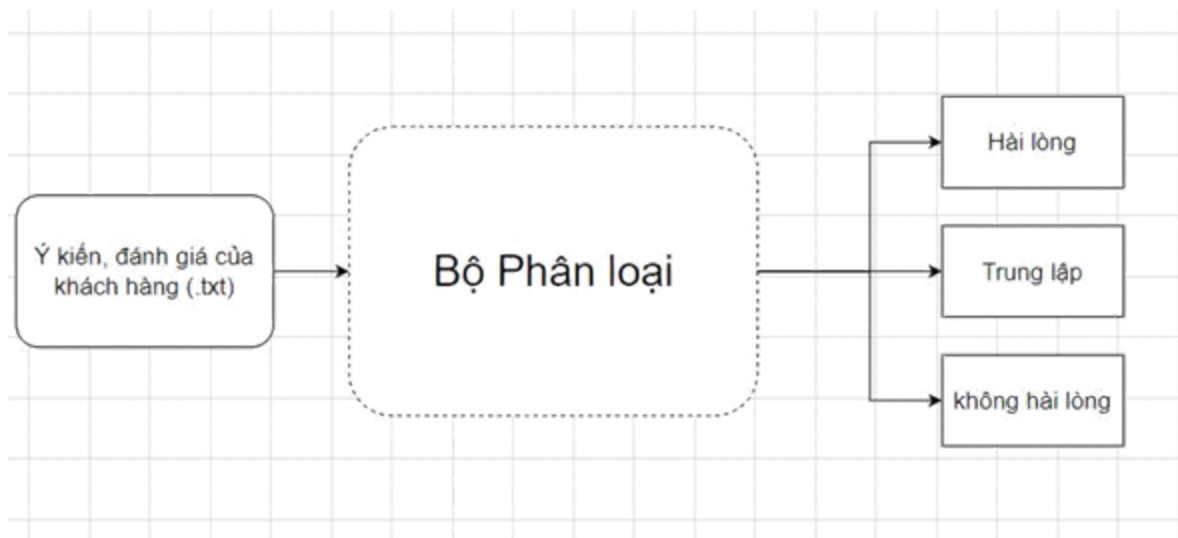 Ý kiến, đánh giá của
khách hàng (.txt)
Bộ Phân loại
Hài lòng
Trung lập
không hài lòng